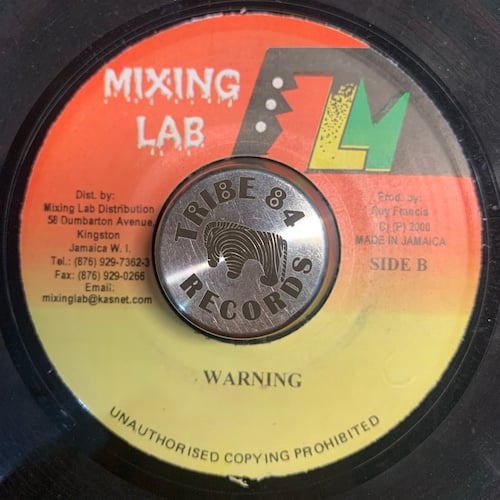 MIXING
LAB
Dist. by:
Mixing Lab Distribution
58 Dumbarton Avenue,
Kingston
Jamaica W. I.
Tel.: (876) 929-7362-3
Fax: (876) 929-0266
Email:
mixinglab@kasnet.com
TRIBE 84
RECORDS
Prod. by:
Roy Francis
C) (P) 2000
MADE IN JAMAICA
SIDE B
WARNING
UNAUTHORISED COPYING PROHIBITED